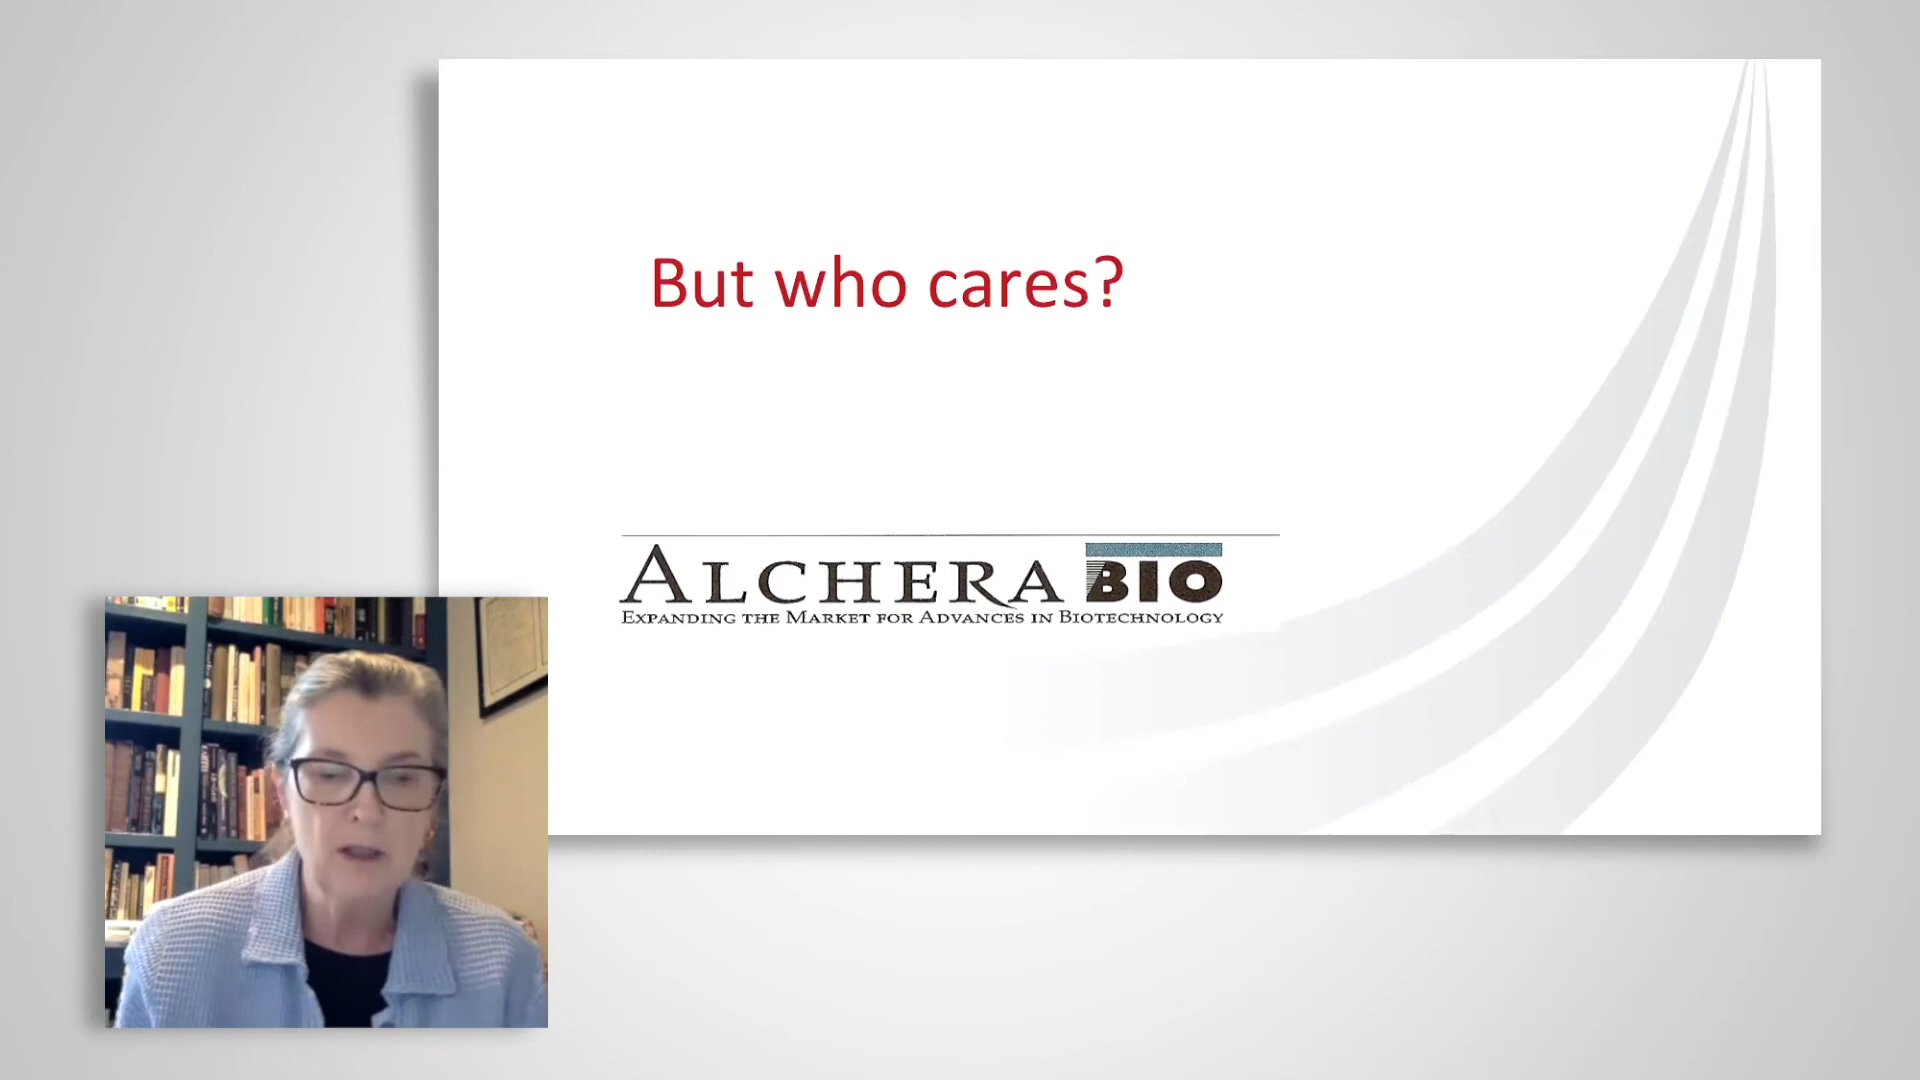 But who cares?
ALCHERA BIO
EXPANDING THE MARKET FOR ADVANCES IN BIOTECHNOLOGY